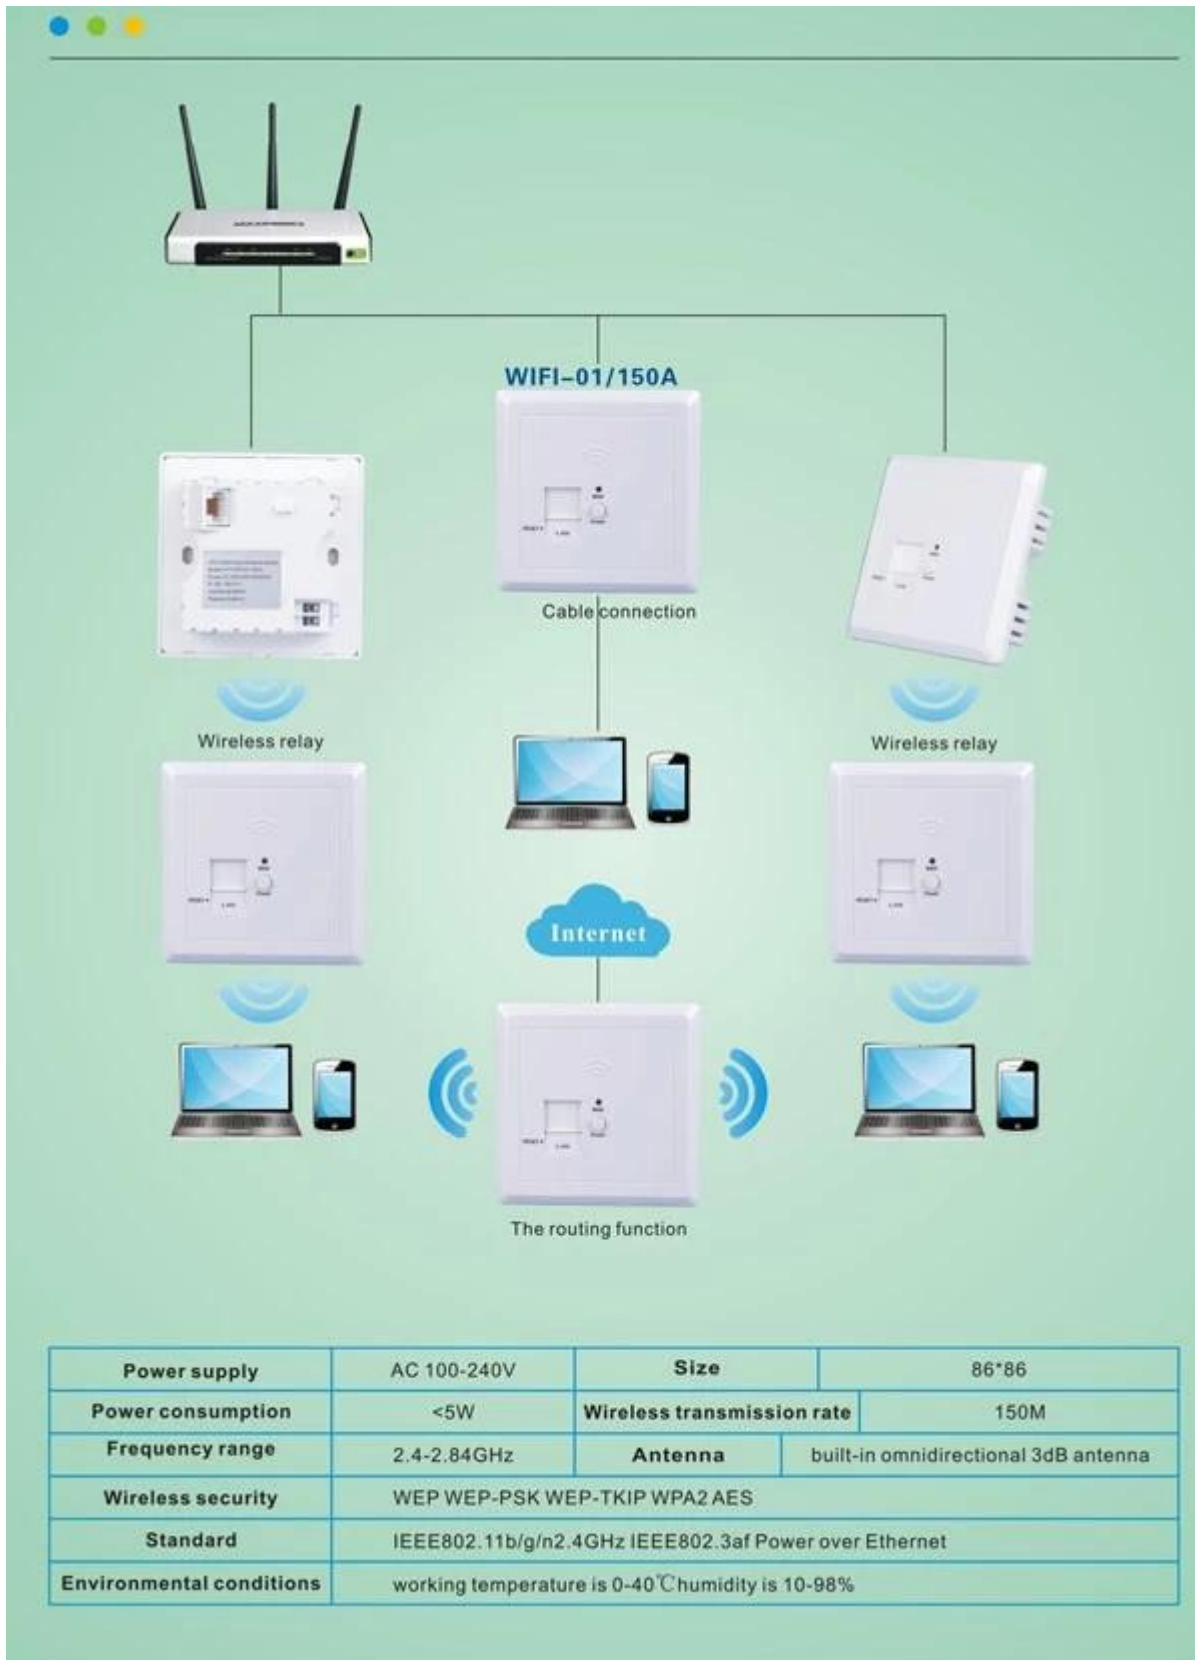 WIFI-01/150A
Cable connection
Wireless relay
Wireless relay
Internet
The routing function
Power supply AC 100-240V Size 86*86
Power consumption <5W Wireless transmission rate 150M
Frequency range 2.4-2.84GHz Antenna built-in omnidirectional 3dB antenna
Wireless security WEP WEP-PSK WEP-TKIP WPA2 AES
Standard IEEE802.11b/g/n2.4GHz IEEE802.3af Power over Ethernet
Environmental conditions working temperature is 0-40℃humidity is 10-98%